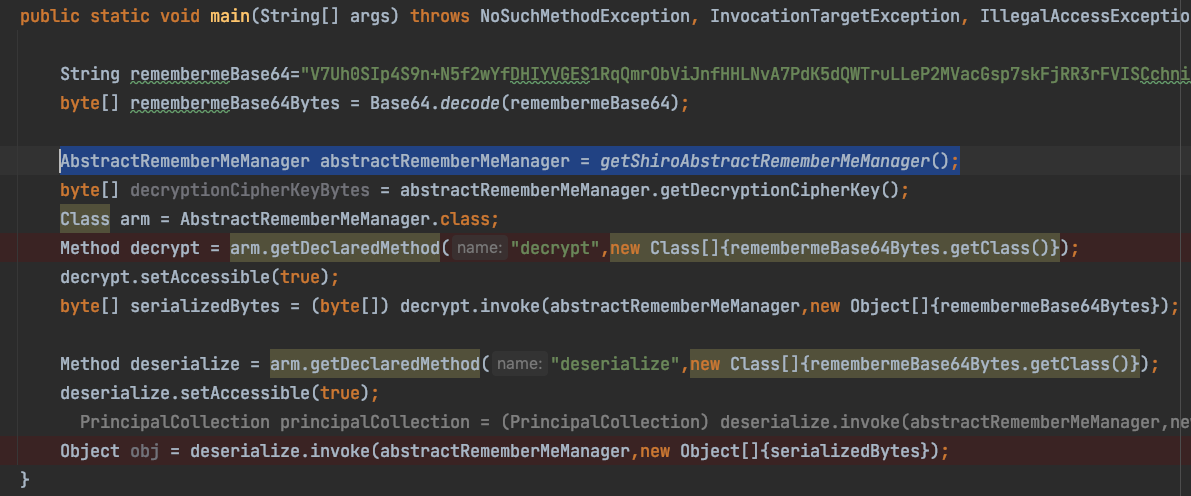 public static void main(String[] args) throws NoSuchMethodException, InvocationTargetException, IllegalAccessExceptio
String remembermeBase64="V7Uh0SIp4S9n+N5f2wYfDHIYVGES1RqQmrObViJnfHHLNvA7PdK5dQWTruLLeP2MVacGsp7skFjRR3rFVISCchni
byte[] remembermeBase64Bytes = Base64.decode(remembermeBase64);
AbstractRememberMeManager abstractRememberMeManager = getShiroAbstractRememberMeManager();
byte[] decryptionCipherKeyBytes = abstractRememberMeManager.getDecryptionCipherKey();
Class arm = AbstractRememberMeManager.class;
Method decrypt = arm.getDeclaredMethod( name: "decrypt",new Class[]{remembermeBase64Bytes.getClass()});
decrypt.setAccessible(true);
byte[] serializedBytes = (byte[]) decrypt.invoke(abstractRememberMeManager,new Object[]{remembermeBase64Bytes});
Method deserialize = arm.getDeclaredMethod( name: "deserialize",new Class[]{remembermeBase64Bytes.getClass()});
deserialize.setAccessible(true);
PrincipalCollection principalCollection = (PrincipalCollection) deserialize.invoke(abstractRememberMeManager,ne
Object obj = deserialize.invoke(abstractRememberMeManager,new Object[]{serializedBytes});
}